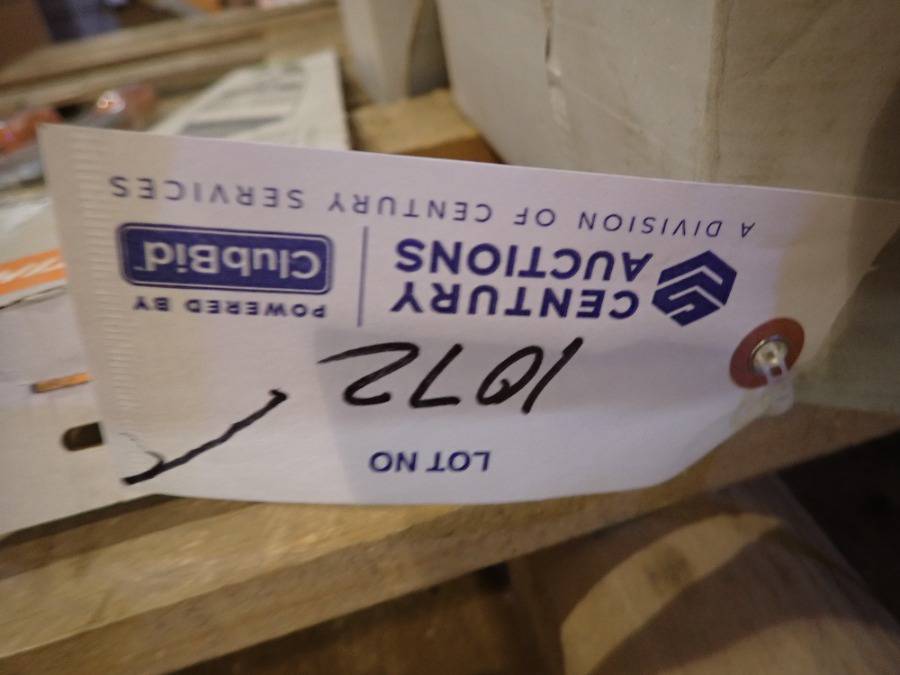 LOT NO
1072
CENTURY
AUCTIONS
POWERED BY
ClubBid
A DIVISION OF CENTURY SERVICES